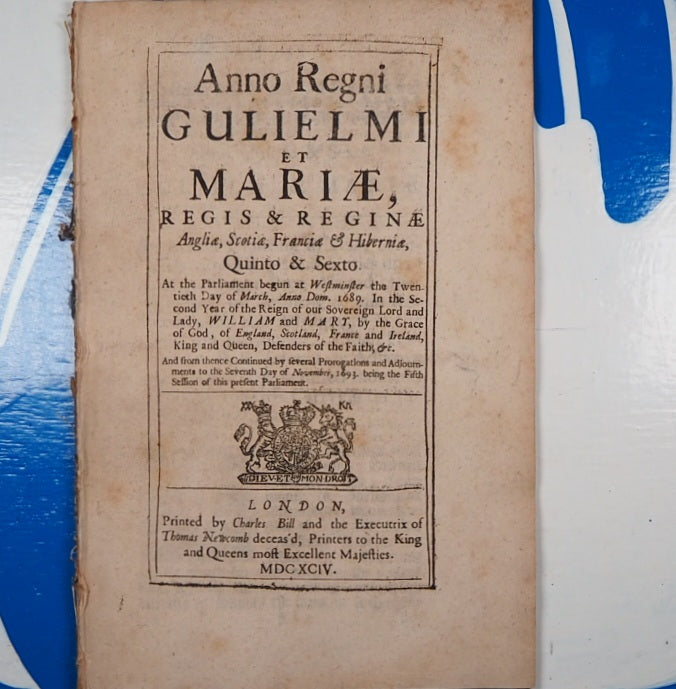 Anno Regni
GULIELMI
ET
MARIÆ,
REGIS & REGINÆ
Angliæ, Scotiæ, Franciæ & Hiberniæ,
Quinto & Sexto.
At the Parliament begun at Weſtminſter the Twen-
tieth Day of March, Anno Dom. 1689. In the Se-
cond Year of the Reign of our Sovereign Lord and
Lady, WILLIAM and MARY, by the Grace
of God, of England, Scotland, France and Ireland,
King and Queen, Defenders of the Faith, &c.
And from thence Continued by ſeveral Prorogations and Adjourn-
ments to the Seventh Day of November, 1693. being the Fifth
Seſſion of this preſent Parliament.
DIEV·ET MON·DROIT
LONDON,
Printed by Charles Bill and the Executrix of
Thomas Newcomb deceas'd, Printers to the King
and Queens moſt Excellent Majeſties.
MDCXCIV.